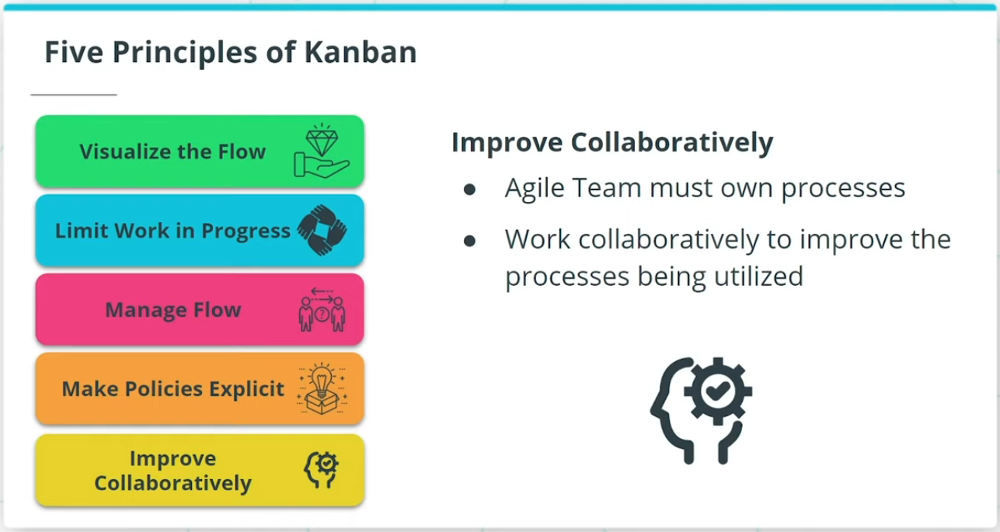 Five Principles of Kanban
Visualize the Flow
Limit Work in Progress
Manage Flow
?
Make Policies Explicit
Improve
Collaboratively
Improve Collaboratively
● Agile Team must own processes
● Work collaboratively to improve the
processes being utilized